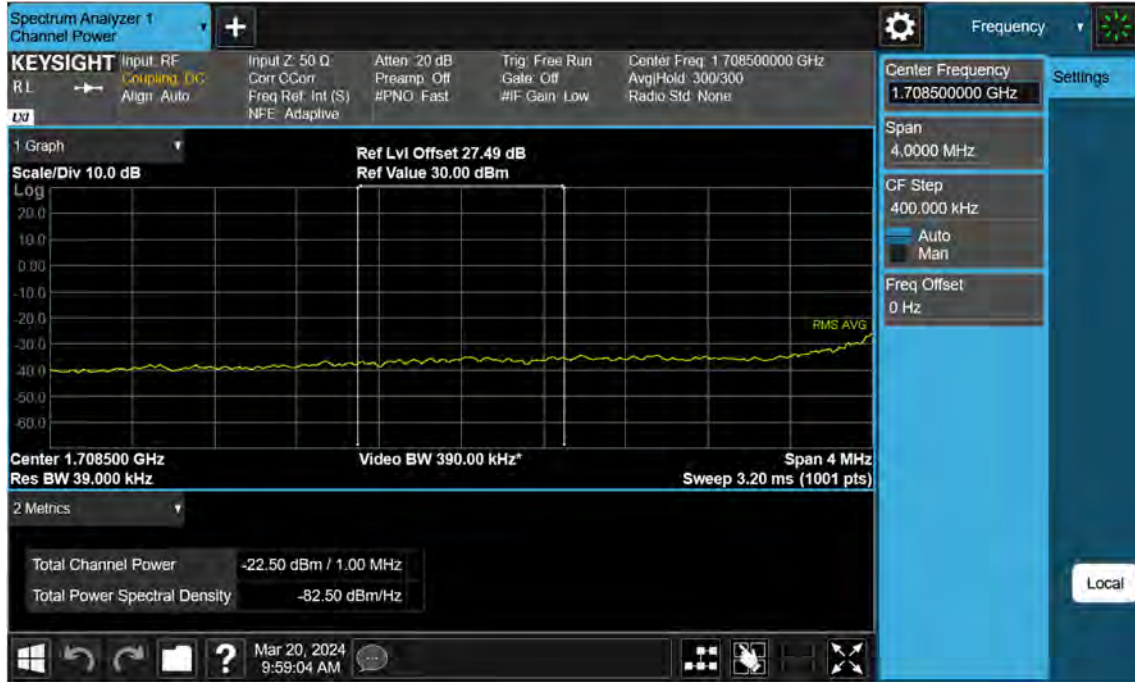 Spectrum Analyzer 1
Channel Power
+
Frequency
KEYSIGHT
RL
LXI
Input: RF
Coupling: DC
Align: Auto
Input Z: 50 Ω
Corr CCorr
Freq Ref: Int (S)
NFE: Adaptive
Atten: 20 dB
Preamp: Off
#PNO: Fast
Trig: Free Run
Gate: Off
#IF Gain: Low
Center Freq: 1.708500000 GHz
Avg|Hold: 300/300
Radio Std: None
Center Frequency
1.708500000 GHz
Settings
Span
4.0000 MHz
CF Step
400.000 kHz
Auto
Man
Freq Offset
0 Hz
1 Graph
Scale/Div 10.0 dB
Ref Lvl Offset 27.49 dB
Ref Value 30.00 dBm
Log
20.0
10.0
0.00
-10.0
-20.0
-30.0
-40.0
-50.0
-60.0
RMS AVG
Center 1.708500 GHz
Res BW 39.000 kHz
Video BW 390.00 kHz*
Span 4 MHz
Sweep 3.20 ms (1001 pts)
2 Metrics
Total Channel Power -22.50 dBm / 1.00 MHz
Total Power Spectral Density -82.50 dBm/Hz
Local
?
Mar 20, 2024
9:59:04 AM